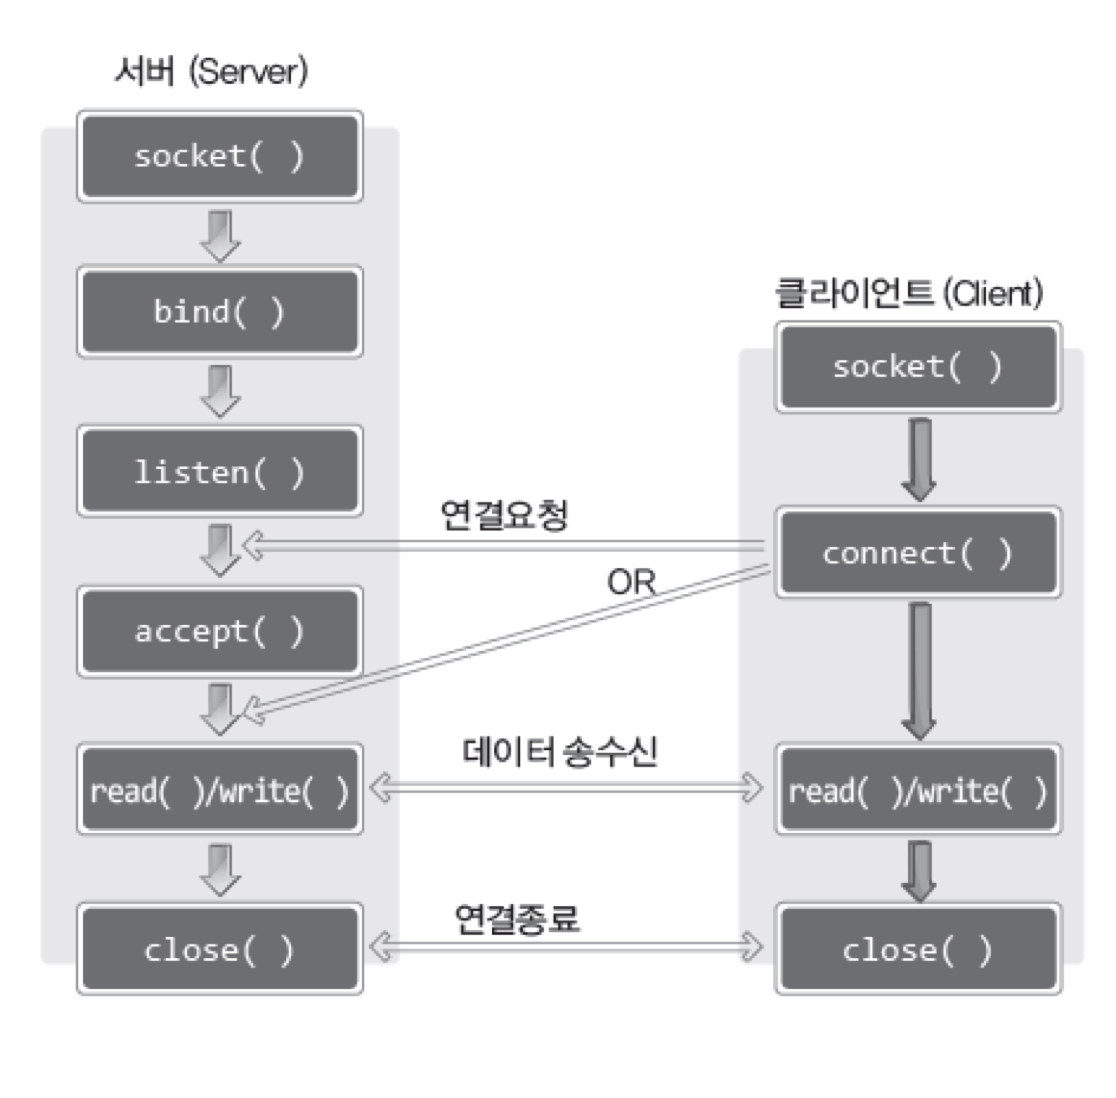 서버 (Server)
socket( )
bind( )
listen( )
accept( )
read( )/write( )
close( )
연결요청
OR
데이터 송수신
연결종료
클라이언트 (Client)
socket( )
connect( )
read( )/write( )
close( )